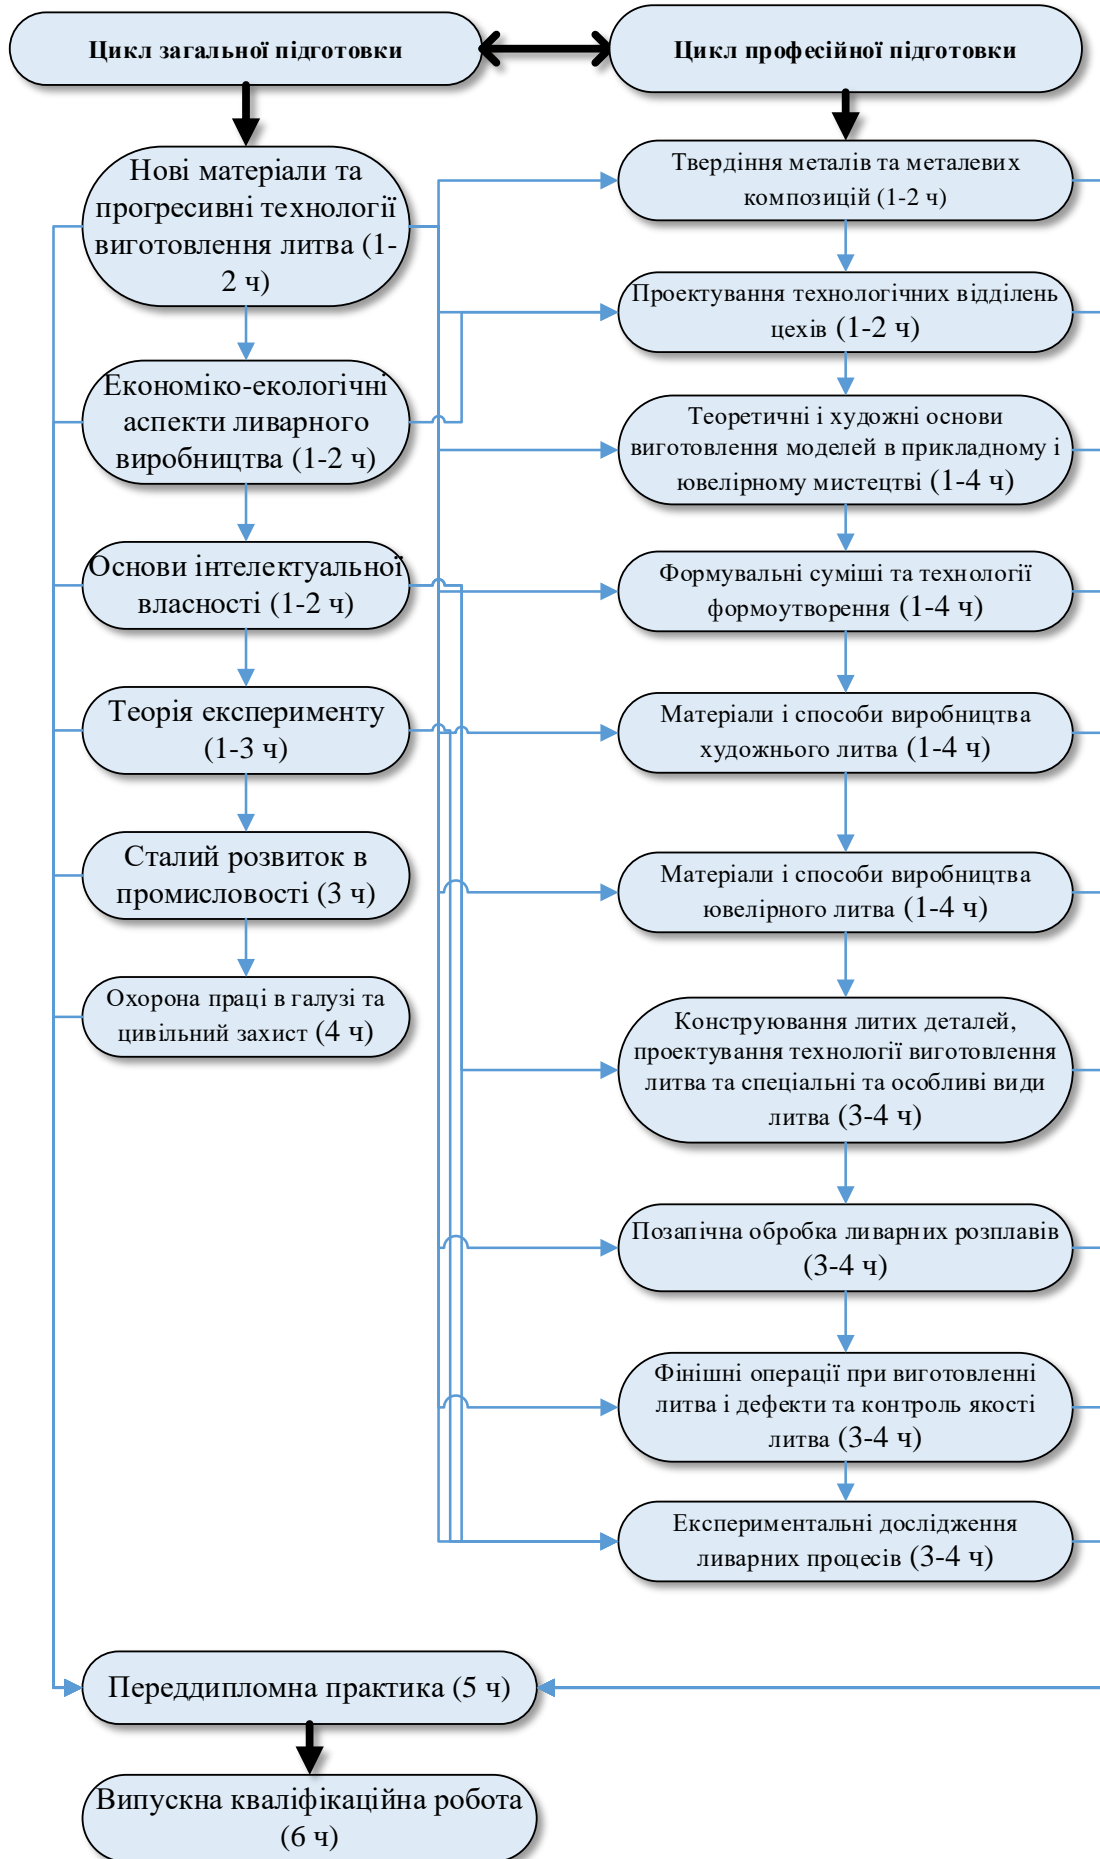 Цикл загальної підготовки
Цикл професійної підготовки
Нові матеріали та
прогресивні технології
виготовлення литва (1-
2 ч)
Економіко-екологічні
аспекти ливарного
виробництва (1-2 ч)
Основи інтелектуальної
власності (1-2 ч)
Теорія експерименту
(1-3 ч)
Сталий розвиток в
промисловості (3 ч)
Охорона праці в галузі та
цивільний захист (4 ч)
Твердіння металів та металевих
композицій (1-2 ч)
Проектування технологічних відділень
цехів (1-2 ч)
Теоретичні і художні основи
виготовлення моделей в прикладному і
ювелірному мистецтві (1-4 ч)
Формувальні суміші та технології
формоутворення (1-4 ч)
Матеріали і способи виробництва
художнього литва (1-4 ч)
Матеріали і способи виробництва
ювелірного литва (1-4 ч)
Конструювання литих деталей,
проектування технології виготовлення
литва та спеціальні та особливі види
литва (3-4 ч)
Позапічна обробка ливарних розплавів
(3-4 ч)
Фінішні операції при виготовленні
литва і дефекти та контроль якості
литва (3-4 ч)
Експериментальні дослідження
ливарних процесів (3-4 ч)
Переддипломна практика (5 ч)
Випускна кваліфікаційна робота
(6 ч)